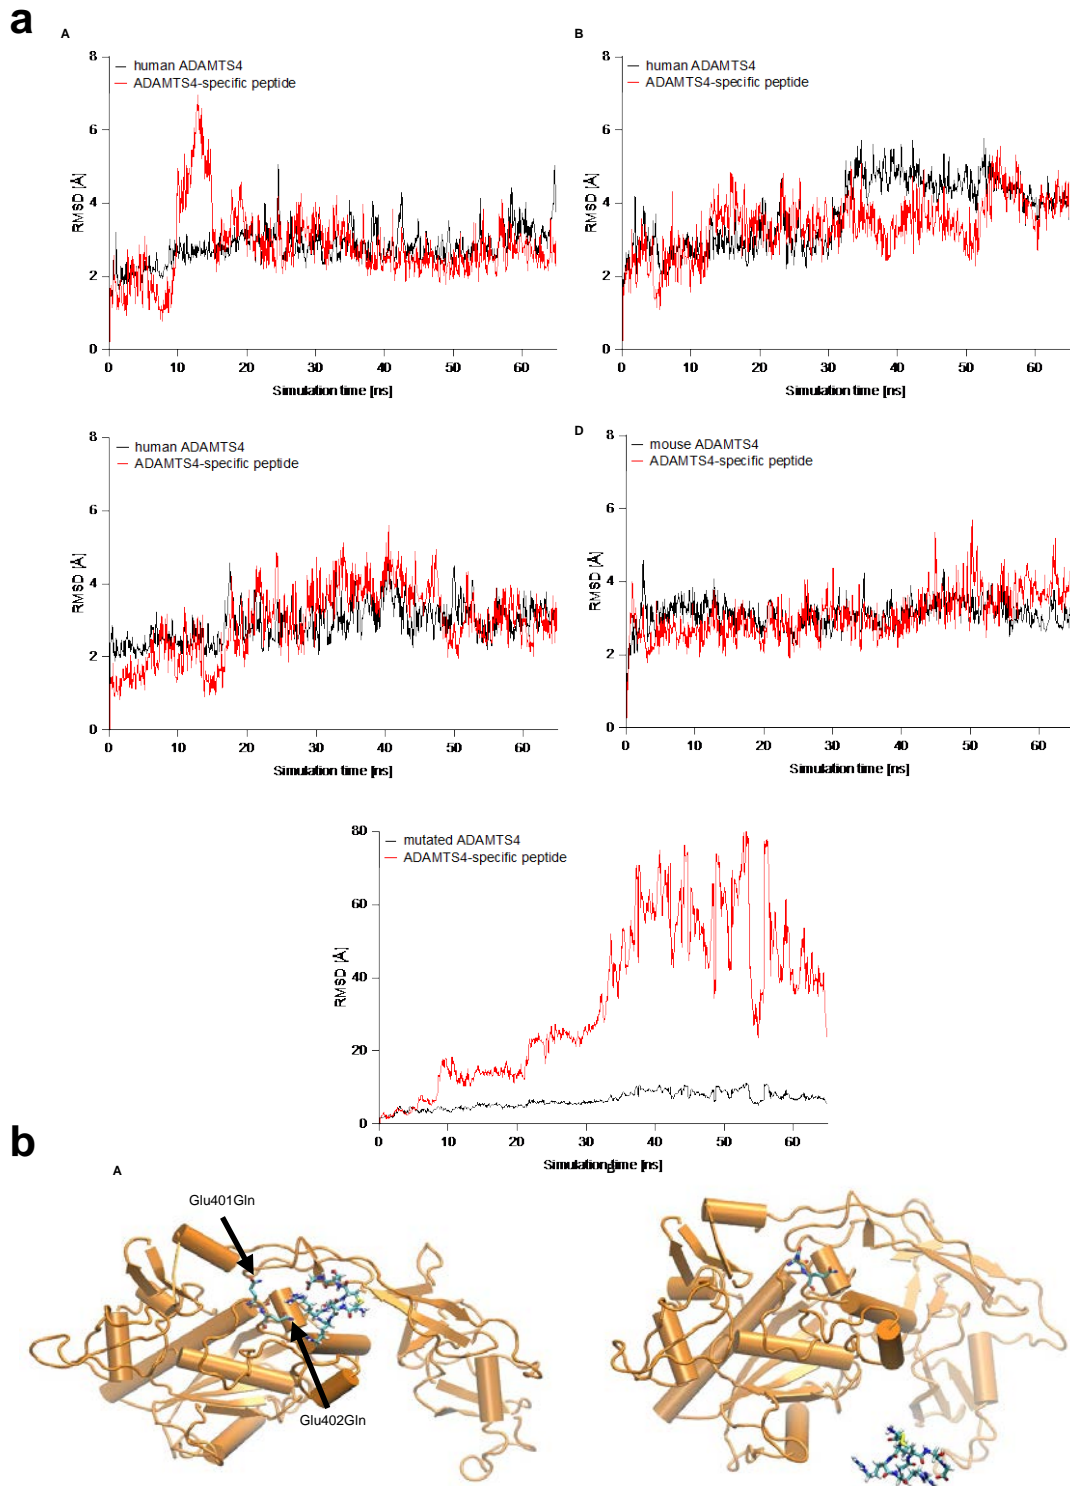 a
A
8
6
4
2
0
RMSD [Å]
human ADAMTS4
ADAMTS4-specific peptide
0 10 20 30 40 50 60
Simulation time [ns]
B
8
6
4
2
0
RMSD [Å]
human ADAMTS4
ADAMTS4-specific peptide
0 10 20 30 40 50 60
Simulation time [ns]
8
6
4
2
0
RMSD [Å]
human ADAMTS4
ADAMTS4-specific peptide
0 10 20 30 40 50 60
Simulation time [ns]
D
8
6
4
2
0
RMSD [Å]
mouse ADAMTS4
ADAMTS4-specific peptide
0 10 20 30 40 50 60
Simulation time [ns]
80
60
40
20
0
RMSD [Å]
mutated ADAMTS4
ADAMTS4-specific peptide
0 10 20 30 40 50 60
Simulation time [ns]
b
A
Glu401Gln
Glu402Gln